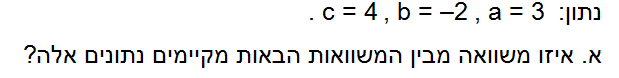 נתון: c = 4 , b = –2 , a = 3 .
א. איזו משוואה מבין המשוואות הבאות מקיימים נתונים אלה?